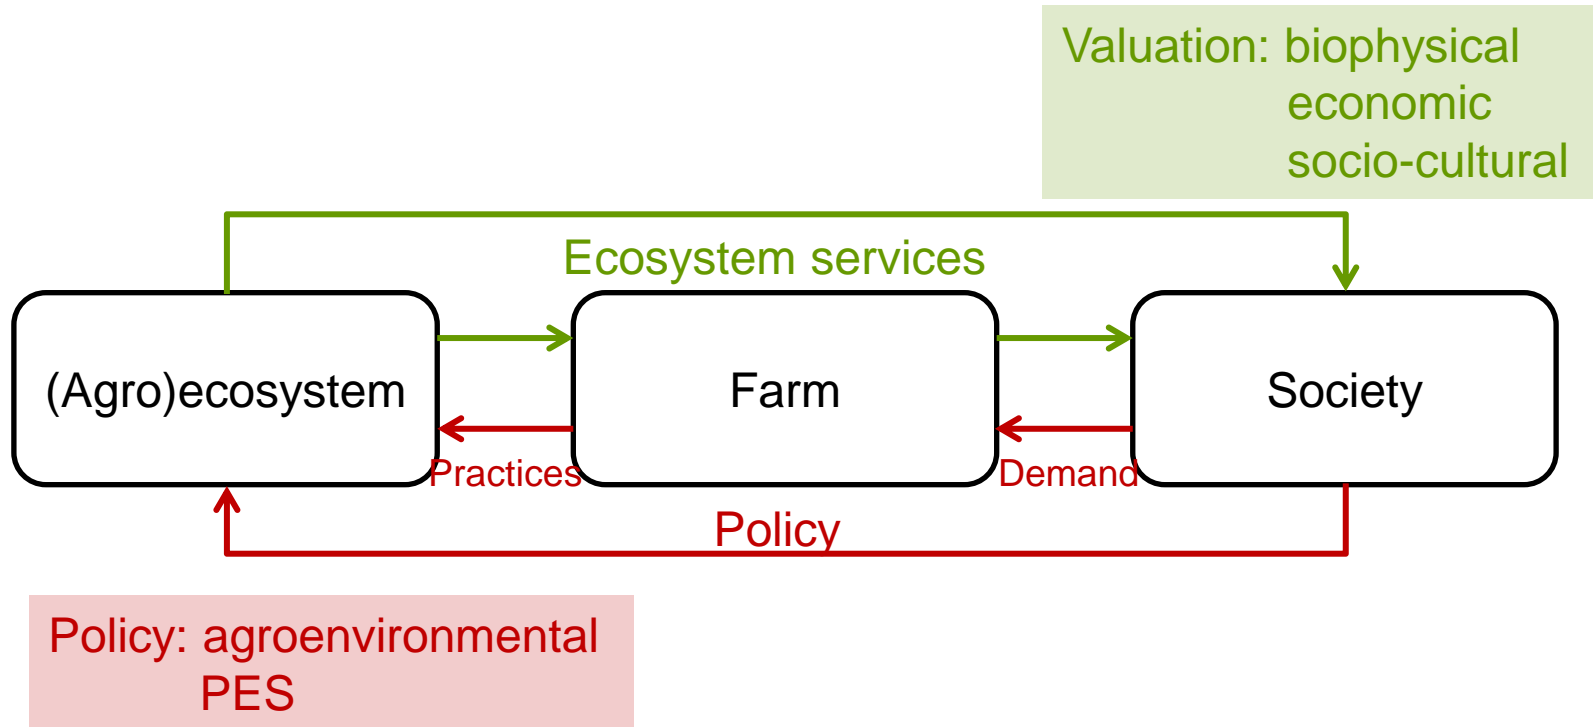 Valuation: biophysical
economic
socio-cultural
Ecosystem services
(Agro)ecosystem
Farm
Society
Practices
Demand
Policy
Policy: agroenvironmental
PES